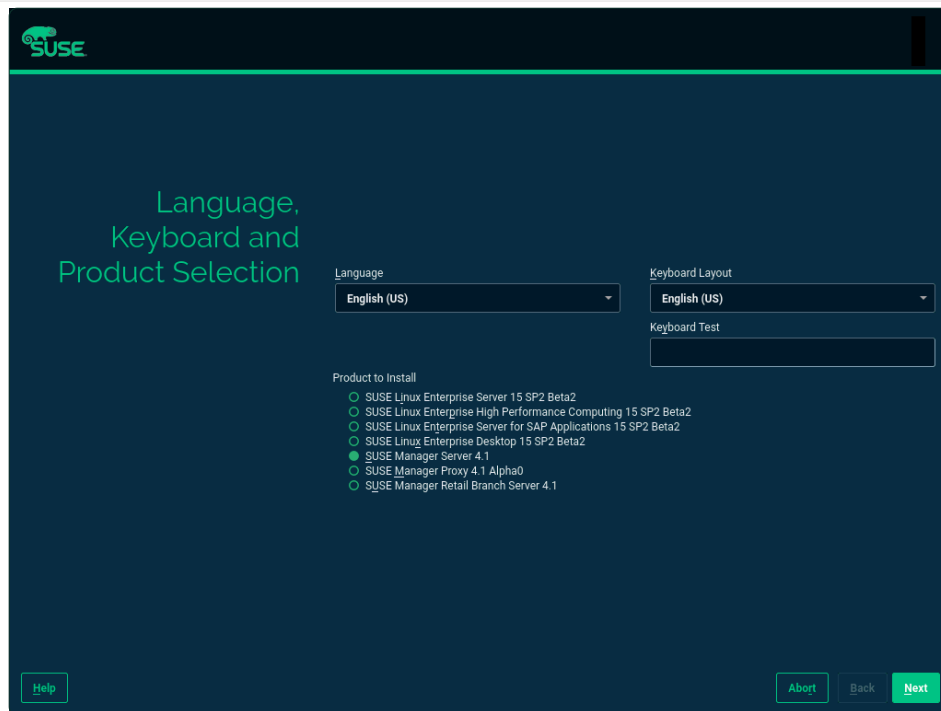 SUSE
Language,
Keyboard and
Product Selection
Language
Keyboard Layout
English (US)
English (US)
Keyboard Test
Product to Install
SUSE Linux Enterprise Server 15 SP2 Beta2
SUSE Linux Enterprise High Performance Computing 15 SP2 Beta2
SUSE Linux Enterprise Server for SAP Applications 15 SP2 Beta2
SUSE Linux Enterprise Desktop 15 SP2 Beta2
SUSE Manager Server 4.1
SUSE Manager Proxy 4.1 Alpha0
SUSE Manager Retail Branch Server 4.1
Help
Abort
Back
Next